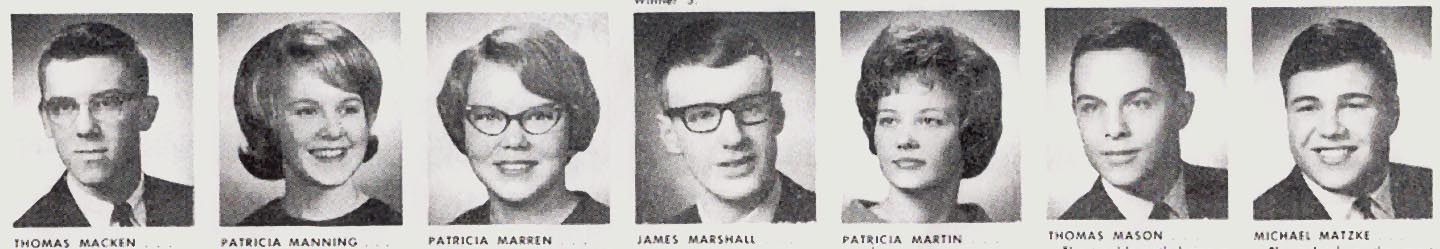 Winner 3.
THOMAS MACKEN . . .
PATRICIA MANNING . . .
PATRICIA MARREN . . .
JAMES MARSHALL . . .
PATRICIA MARTIN . . .
THOMAS MASON . . .
MICHAEL MATZKE . . .